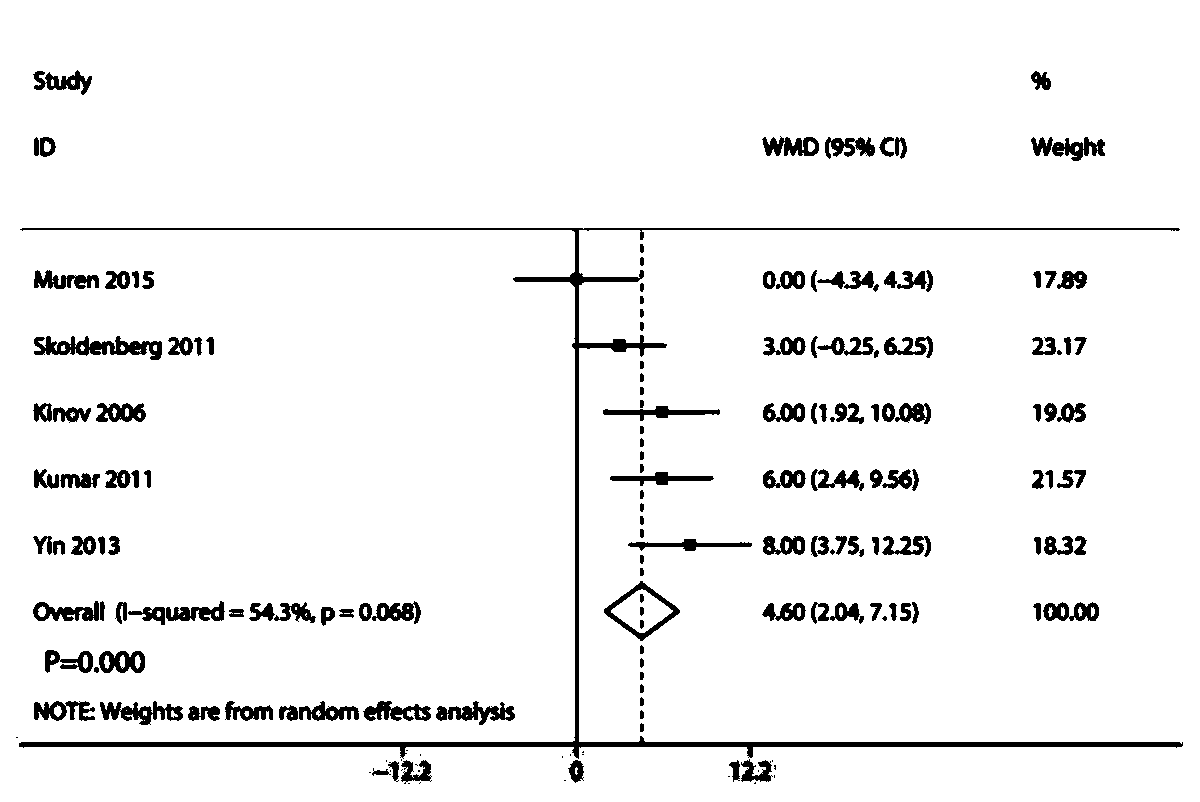 Study %
ID WMD (95% CI) Weight
Muren 2015 0.00 (−4.34, 4.34) 17.89
Skoldenberg 2011 3.00 (−0.25, 6.25) 23.17
Kinov 2006 6.00 (1.92, 10.08) 19.05
Kumar 2011 6.00 (2.44, 9.56) 21.57
Yin 2013 8.00 (3.75, 12.25) 18.32
Overall (I−squared = 54.3%, p = 0.068) 4.60 (2.04, 7.15) 100.00
P=0.000
NOTE: Weights are from random effects analysis
−12.2 0 12.2